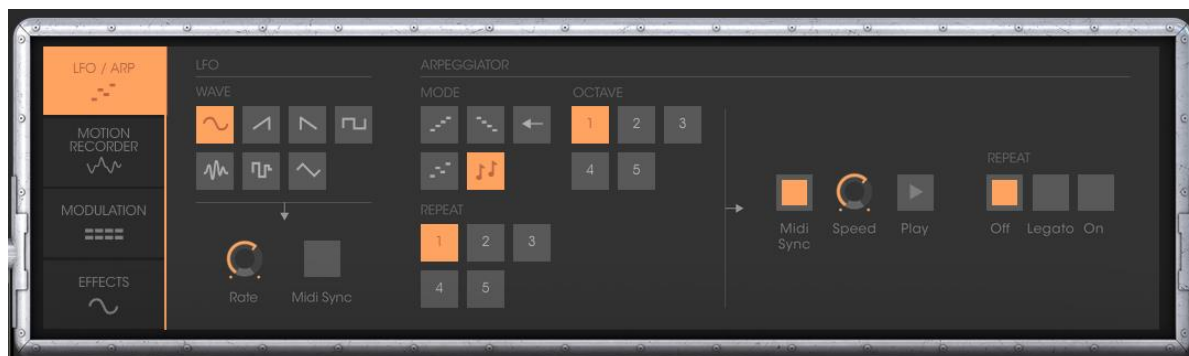 LFO / ARP
MOTION
RECORDER
MODULATION
EFFECTS
LFO
WAVE
Rate
Midi Sync
ARPEGGIATOR
MODE
OCTAVE
1 2 3
4 5
REPEAT
1 2 3
4 5
Midi
Sync
Speed
Play
REPEAT
Off Legato On